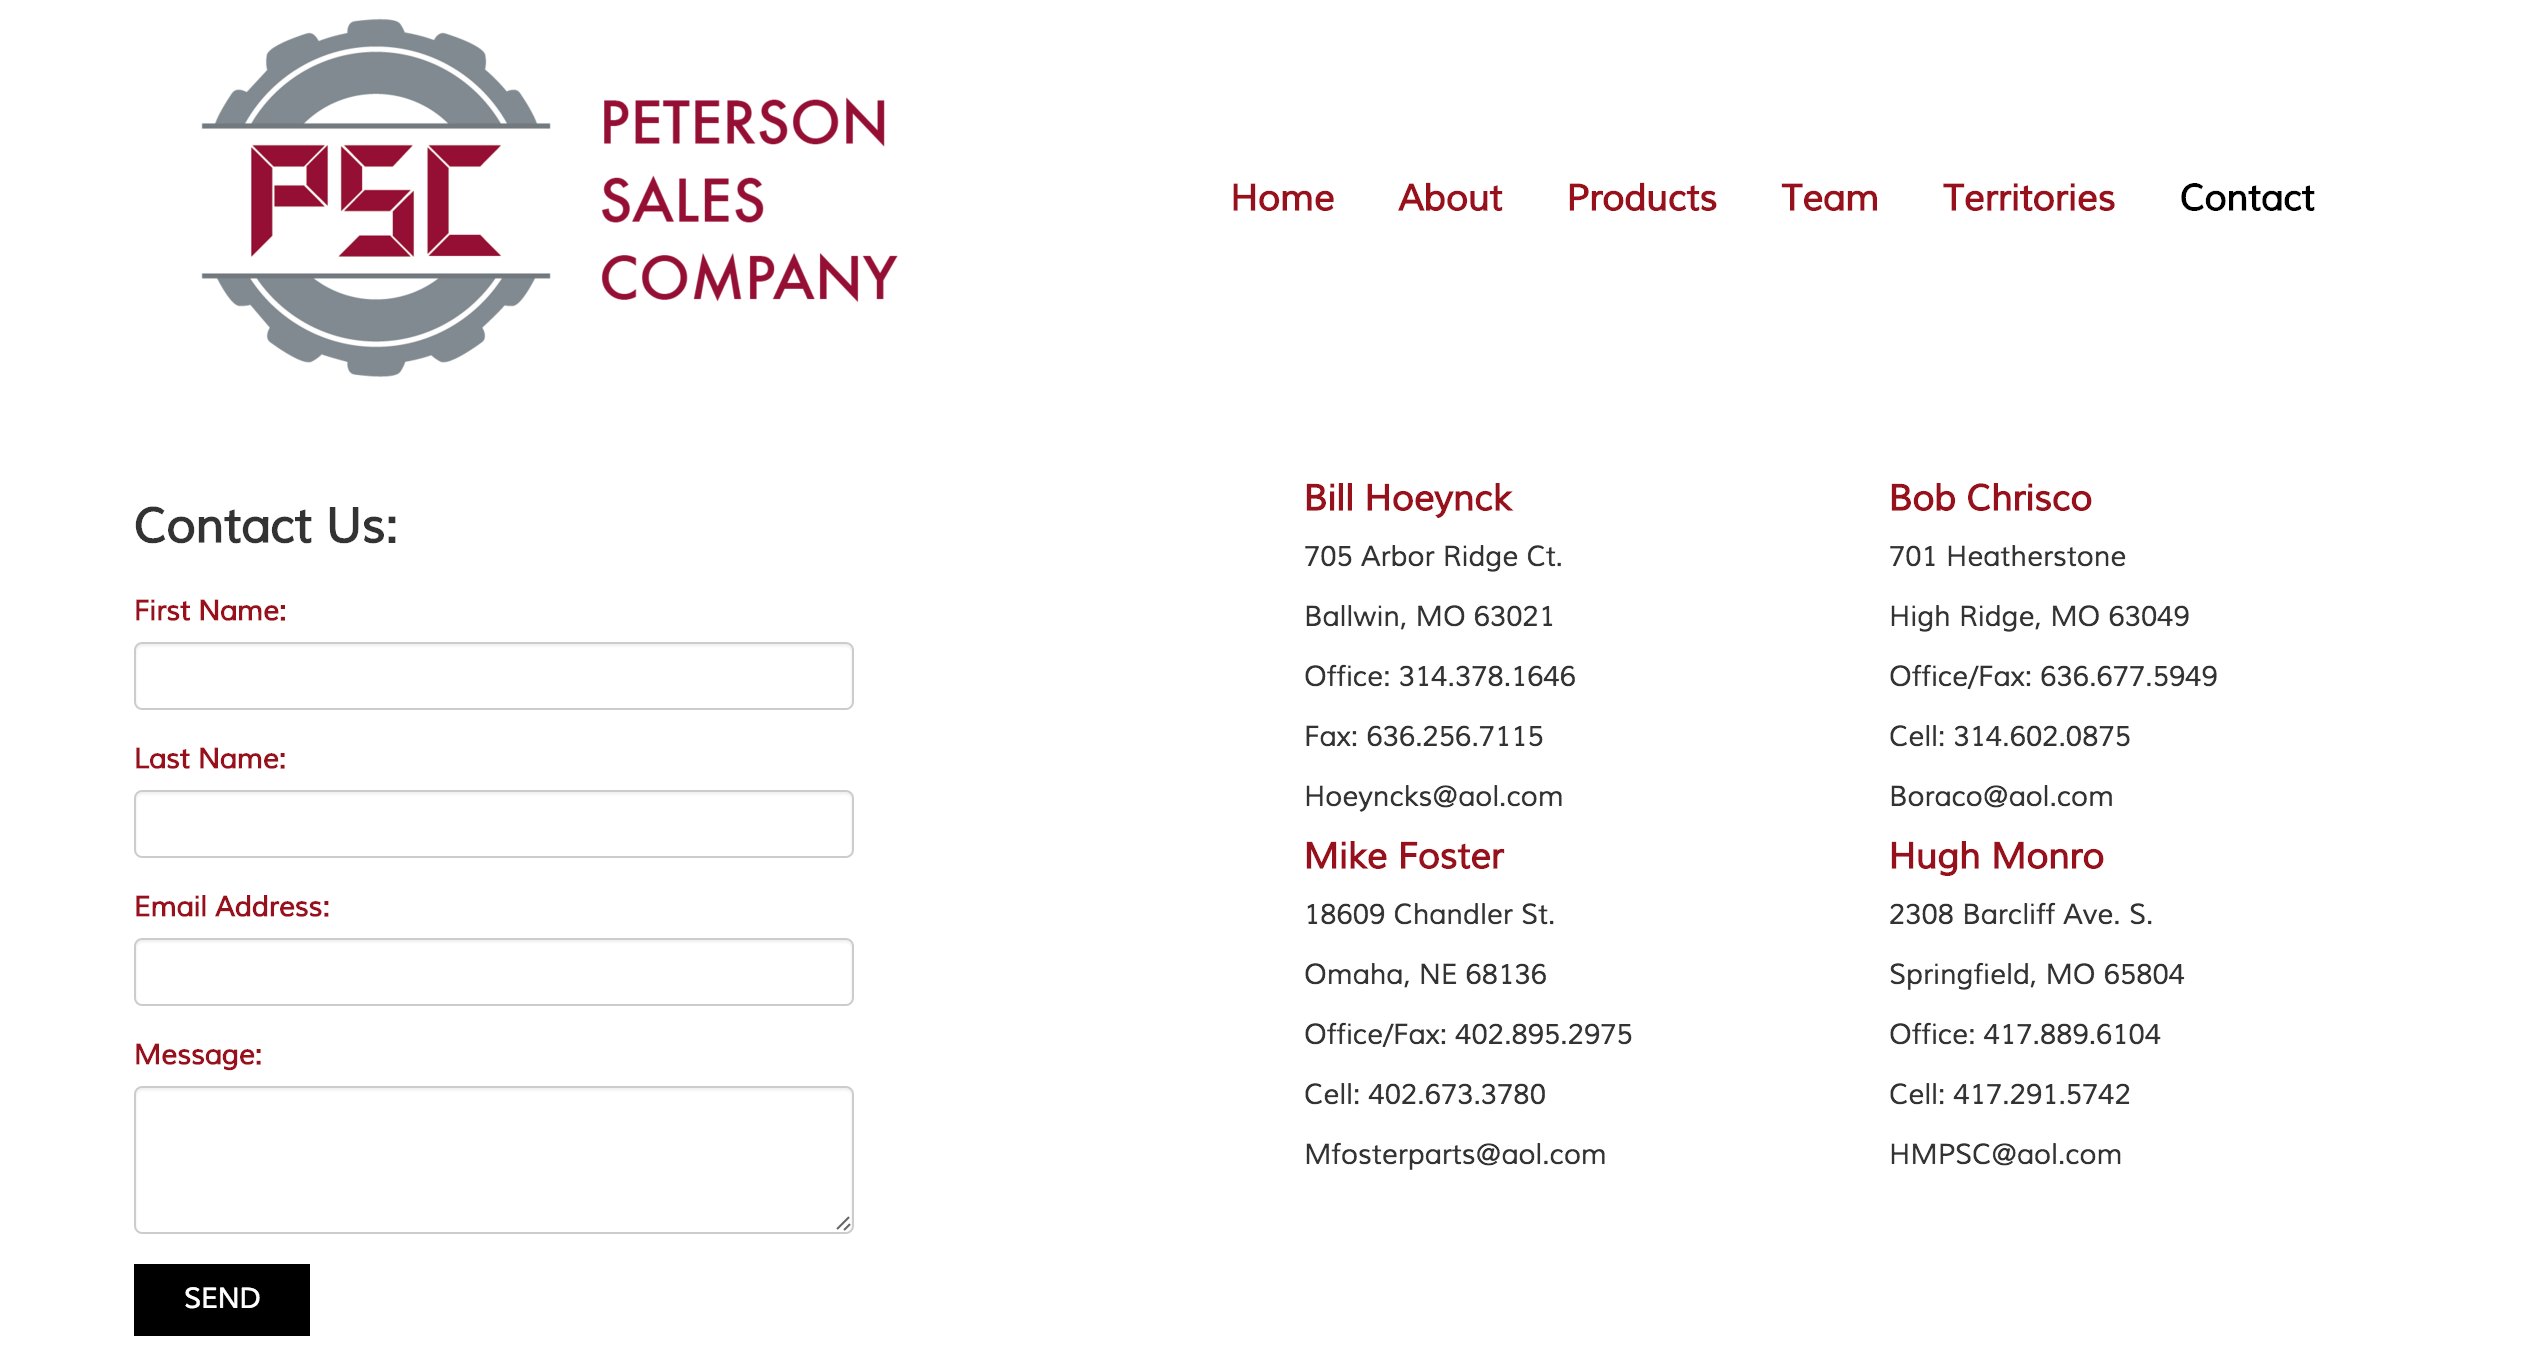 PSC
PETERSON
SALES
COMPANY
Home About Products Team Territories Contact
Contact Us:
First Name:
Last Name:
Email Address:
Message:
SEND
Bill Hoeynck
705 Arbor Ridge Ct.
Ballwin, MO 63021
Office: 314.378.1646
Fax: 636.256.7115
Hoeyncks@aol.com
Bob Chrisco
701 Heatherstone
High Ridge, MO 63049
Office/Fax: 636.677.5949
Cell: 314.602.0875
Boraco@aol.com
Mike Foster
18609 Chandler St.
Omaha, NE 68136
Office/Fax: 402.895.2975
Cell: 402.673.3780
Mfosterparts@aol.com
Hugh Monro
2308 Barcliff Ave. S.
Springfield, MO 65804
Office: 417.889.6104
Cell: 417.291.5742
HMPSC@aol.com